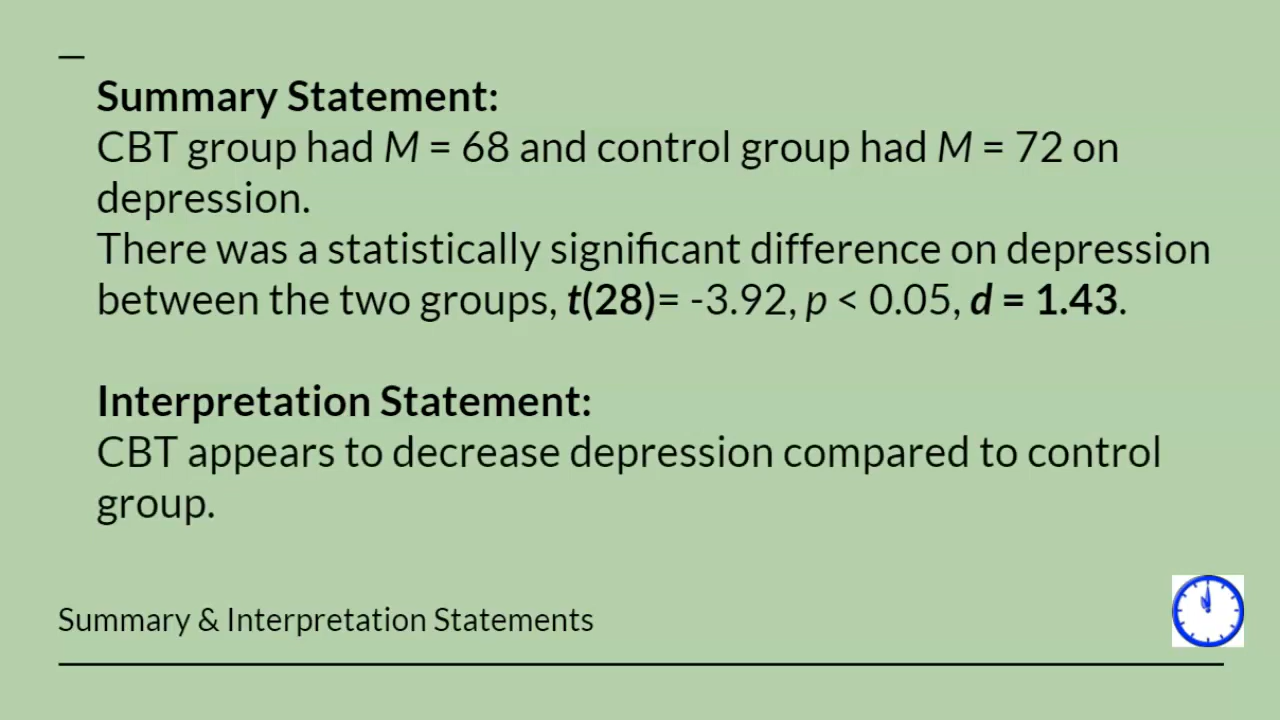 Summary Statement:
CBT group had M = 68 and control group had M = 72 on
depression.
There was a statistically significant difference on depression
between the two groups, t(28)= -3.92, p < 0.05, d = 1.43.
Interpretation Statement:
CBT appears to decrease depression compared to control
group.
Summary & Interpretation Statements